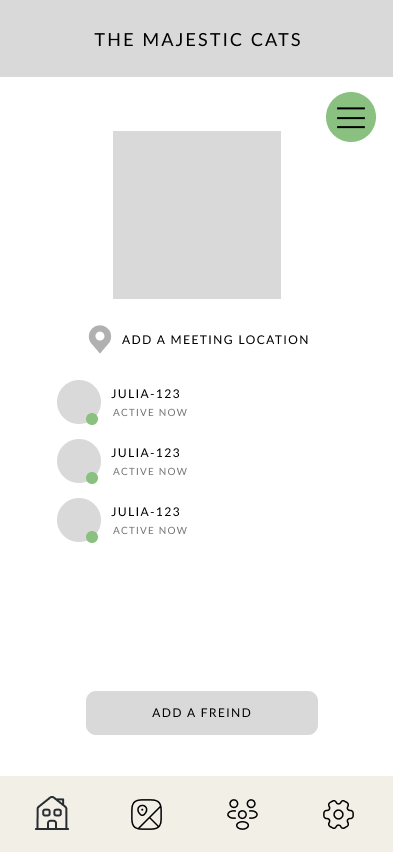 THE MAJESTIC CATS
ADD A MEETING LOCATION
JULIA-123
ACTIVE NOW
JULIA-123
ACTIVE NOW
JULIA-123
ACTIVE NOW
ADD A FREIND